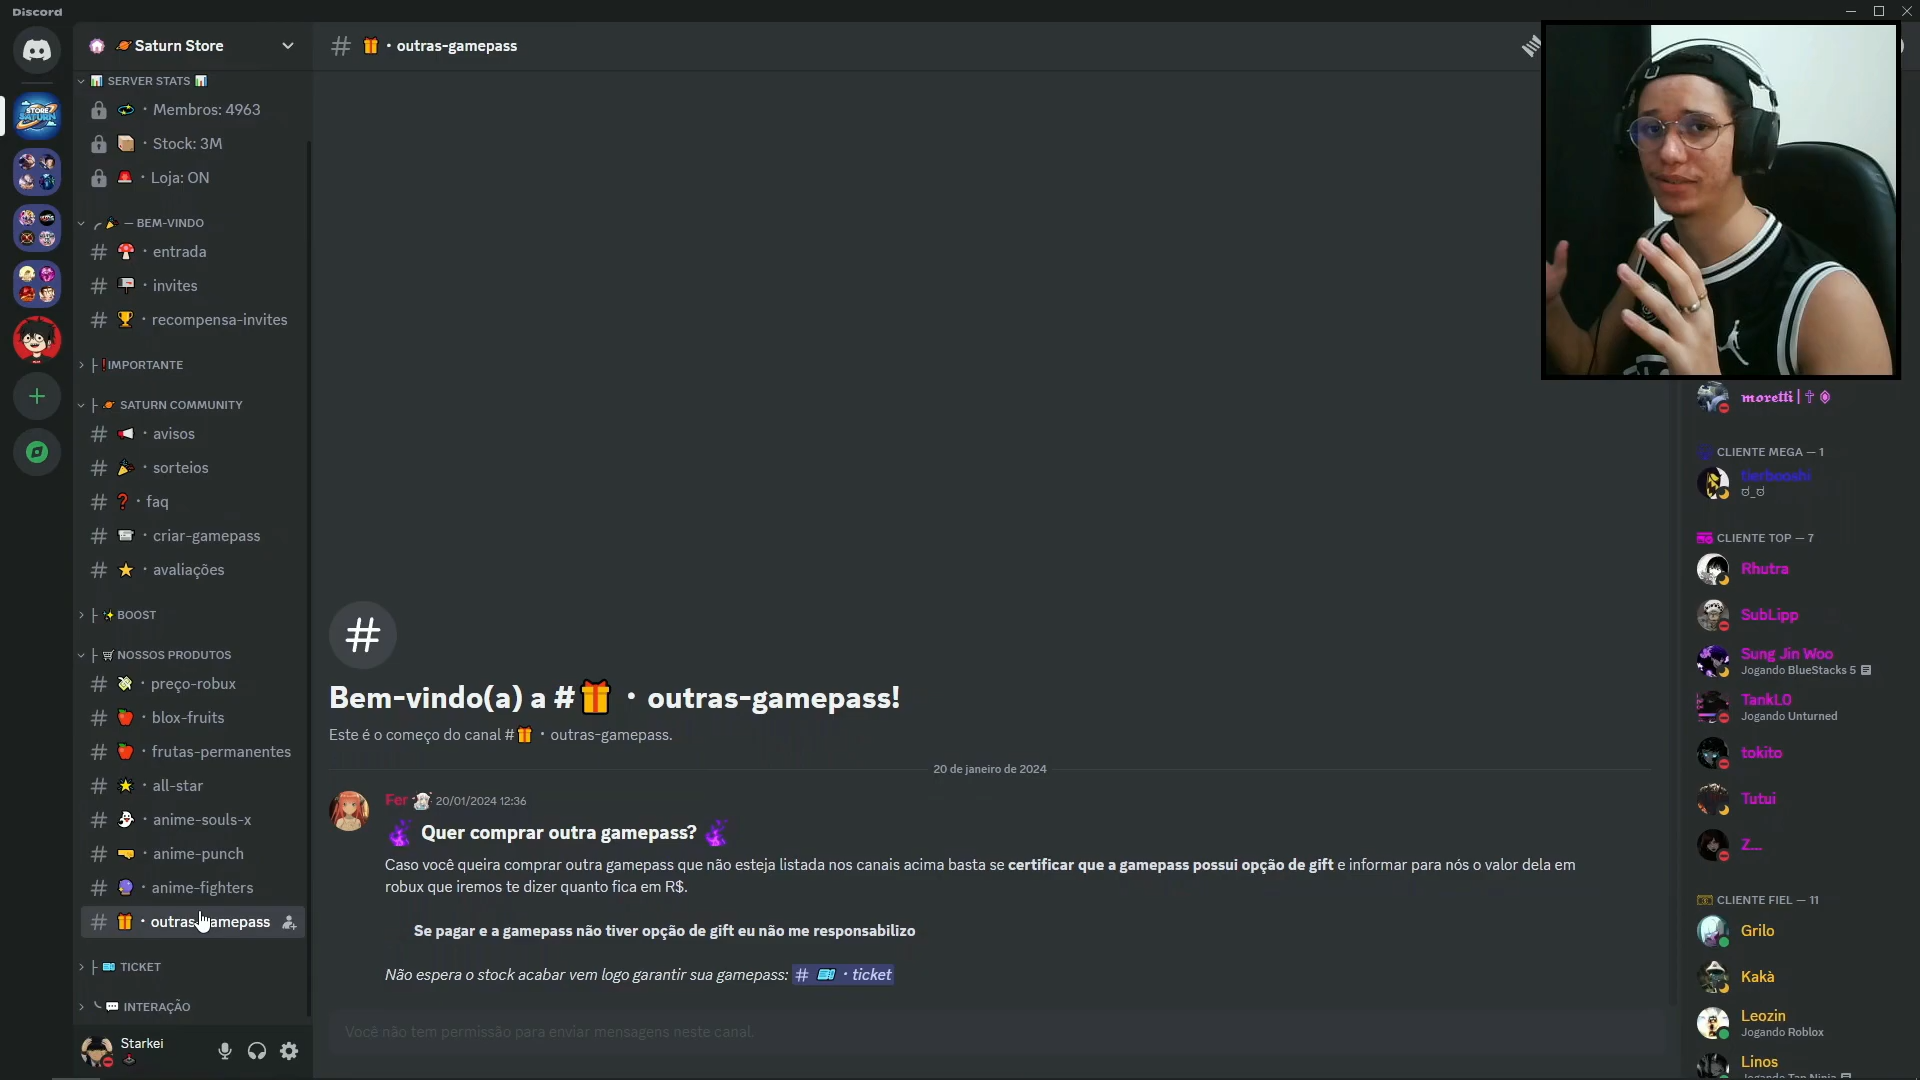 Discord
Saturn Store
SERVER STATS
Membros: 4963
Stock: 3M
Loja: ON
BEM-VINDO
entrada
invites
recompensa-invites
IMPORTANTE
SATURN COMMUNITY
avisos
sorteios
faq
criar-gamepass
avaliações
BOOST
NOSSOS PRODUTOS
preço-robux
blox-fruits
frutas-permanentes
all-star
anime-souls-x
anime-punch
anime-fighters
outras-gamepass
TICKET
INTERAÇÃO
Starkei
# • outras-gamepass
#
Bem-vindo(a) a # • outras-gamepass!
Este é o começo do canal # • outras-gamepass.
20 de janeiro de 2024
Fer 20/01/2024 12:36
Quer comprar outra gamepass?
Caso você queira comprar outra gamepass que não esteja listada nos canais acima basta se certificar que a gamepass possui opção de gift e informar para nós o valor dela em
robux que iremos te dizer quanto fica em R$.
Se pagar e a gamepass não tiver opção de gift eu não me responsabilizo
Não espera o stock acabar vem logo garantir sua gamepass: # • ticket
Você não tem permissão para enviar mensagens neste canal.
moretti | ✝
CLIENTE MEGA — 1
tierbooshi
ಠ_ಠ
CLIENTE TOP — 7
Rhutra
SubLipp
Sung Jin Woo
Jogando BlueStacks 5
TankL0
Jogando Unturned
tokito
Tutui
Z...
CLIENTE FIEL — 11
Grilo
Kakà
Leozin
Jogando Roblox
Linos